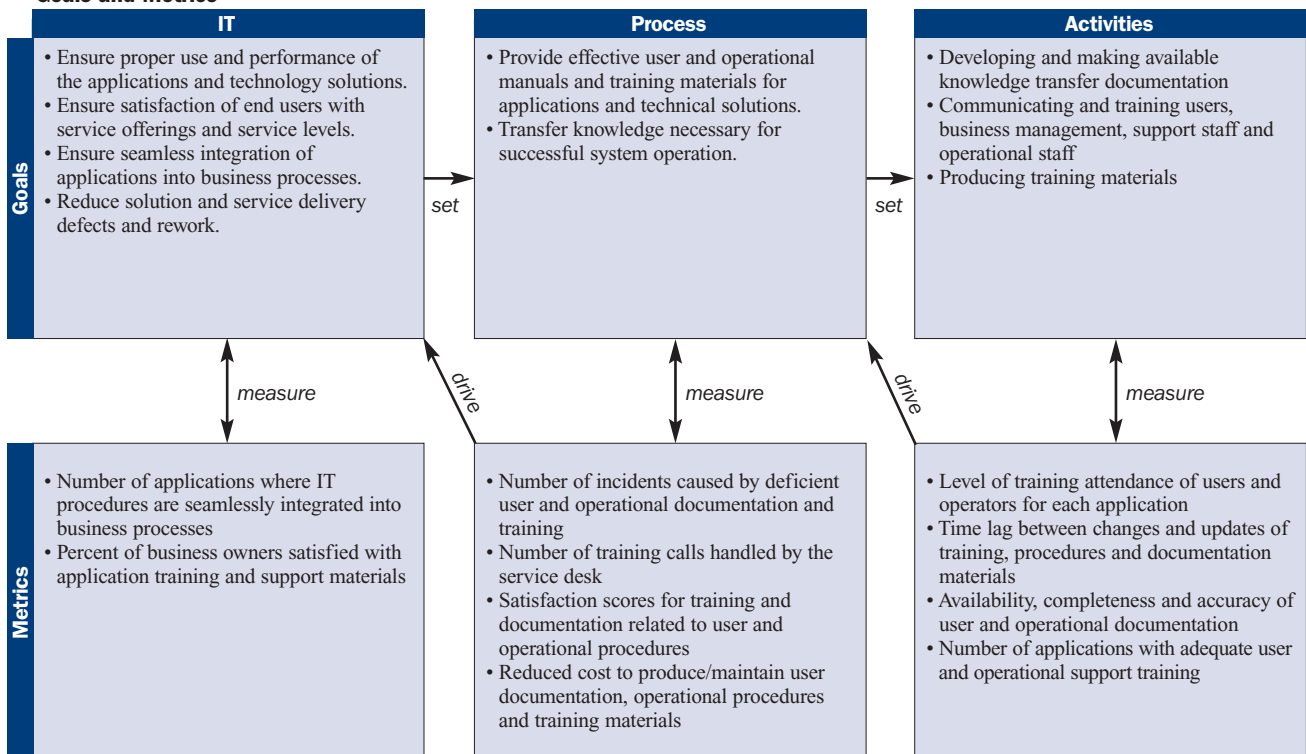 Goals and Metrics
IT
Process
Activities
Goals
• Ensure proper use and performance of
the applications and technology solutions.
• Ensure satisfaction of end users with
service offerings and service levels.
• Ensure seamless integration of
applications into business processes.
• Reduce solution and service delivery
defects and rework.
set
• Provide effective user and operational
manuals and training materials for
applications and technical solutions.
• Transfer knowledge necessary for
successful system operation.
set
• Developing and making available
knowledge transfer documentation
• Communicating and training users,
business management, support staff and
operational staff
• Producing training materials
measure
drive
measure
drive
measure
Metrics
• Number of applications where IT
procedures are seamlessly integrated into
business processes
• Percent of business owners satisfied with
application training and support materials
• Number of incidents caused by deficient
user and operational documentation and
training
• Number of training calls handled by the
service desk
• Satisfaction scores for training and
documentation related to user and
operational procedures
• Reduced cost to produce/maintain user
documentation, operational procedures
and training materials
• Level of training attendance of users and
operators for each application
• Time lag between changes and updates of
training, procedures and documentation
materials
• Availability, completeness and accuracy of
user and operational documentation
• Number of applications with adequate user
and operational support training